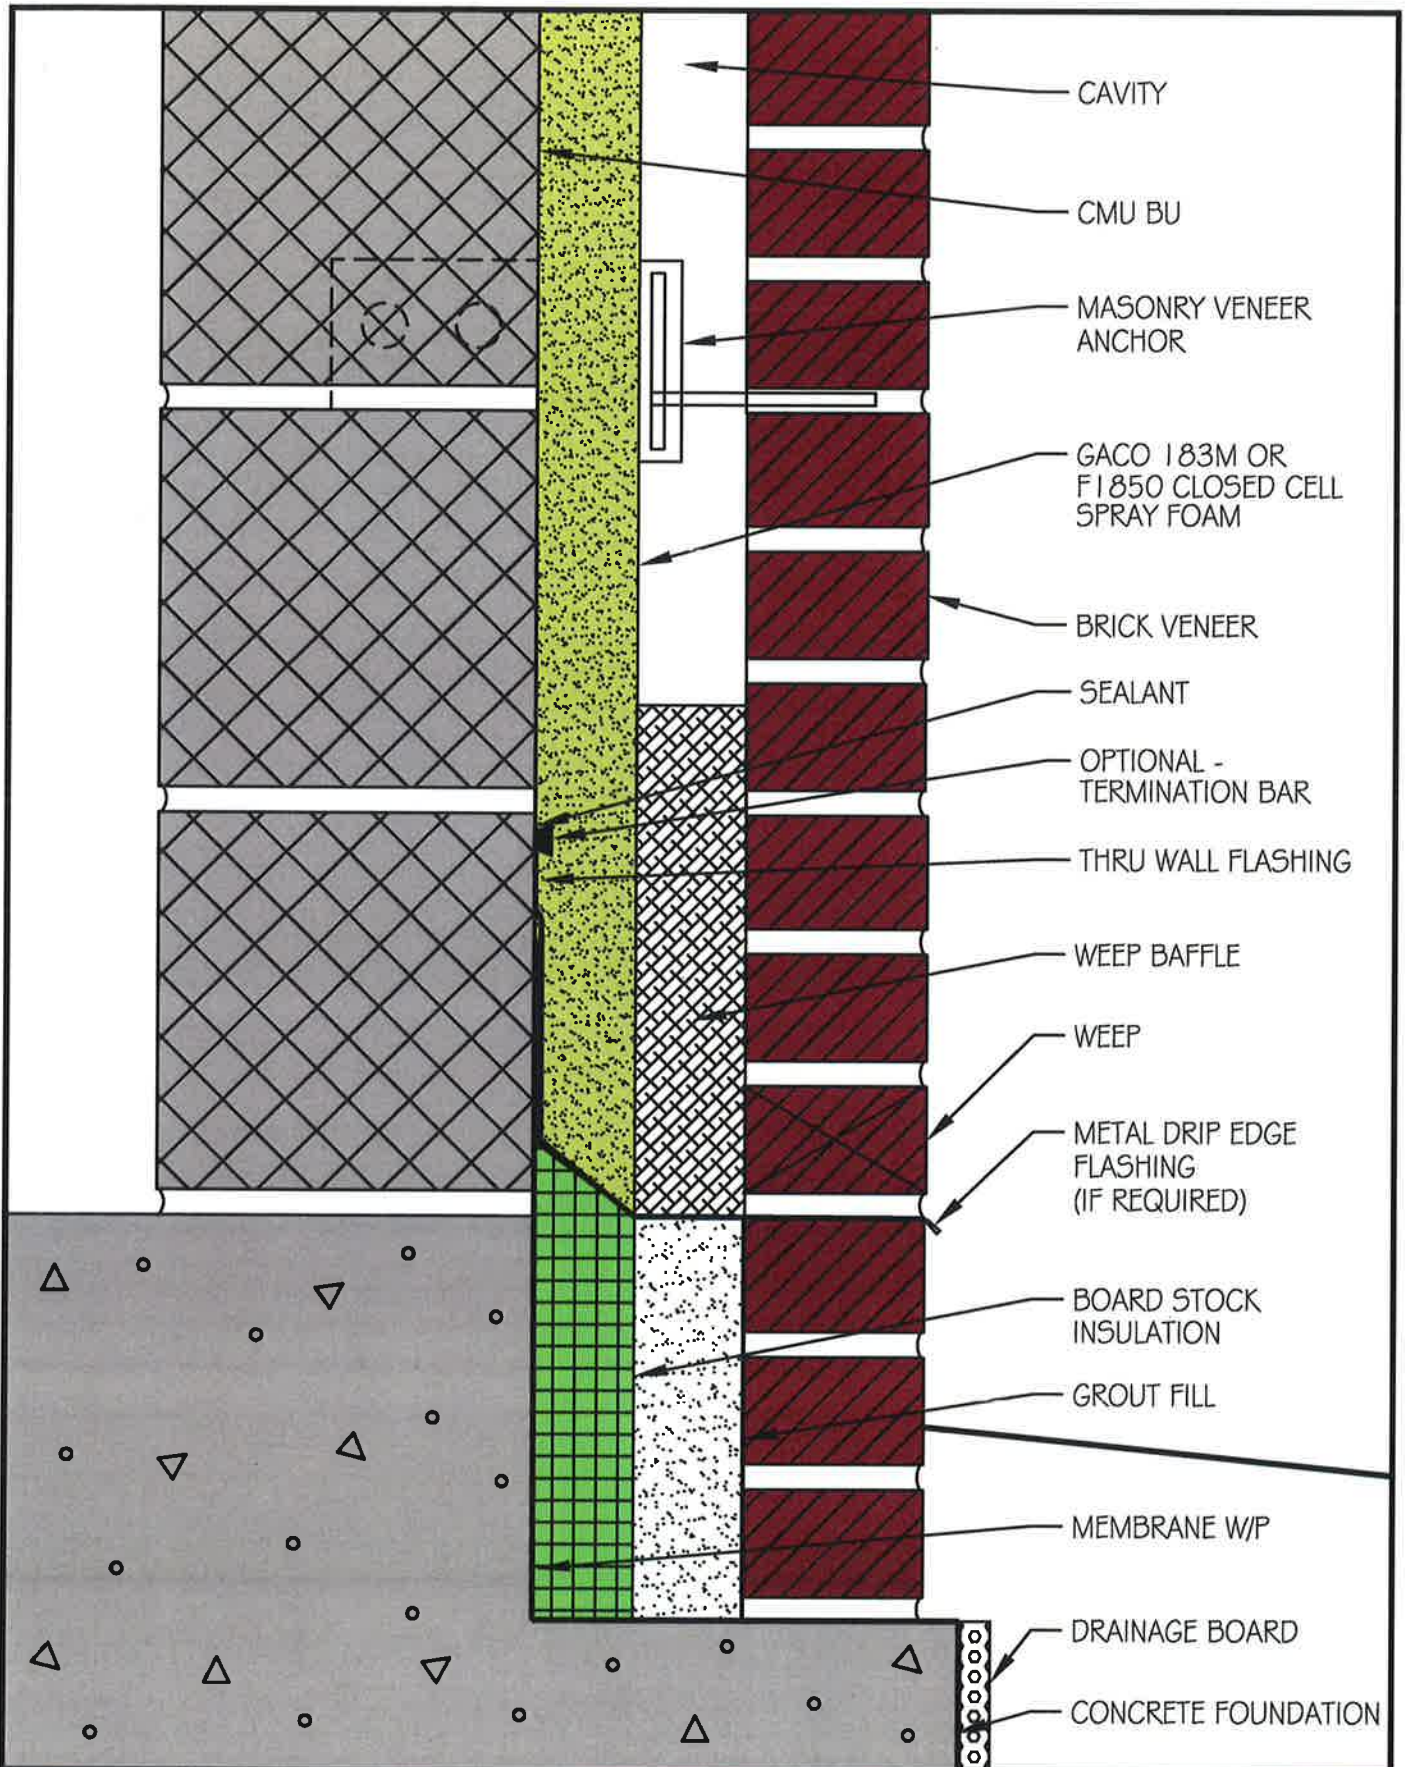 CAVITY
CMU BU
MASONRY VENEER
ANCHOR
GACO 183M OR
F1850 CLOSED CELL
SPRAY FOAM
BRICK VENEER
SEALANT
OPTIONAL -
TERMINATION BAR
THRU WALL FLASHING
WEEP BAFFLE
WEEP
METAL DRIP EDGE
FLASHING
(IF REQUIRED)
BOARD STOCK
INSULATION
GROUT FILL
MEMBRANE W/P
DRAINAGE BOARD
CONCRETE FOUNDATION